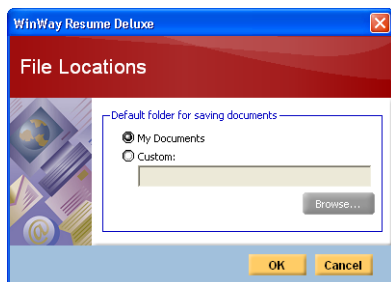 WinWay Resume Deluxe
File Locations
Default folder for saving documents
My Documents
Custom:
Browse...
OK Cancel